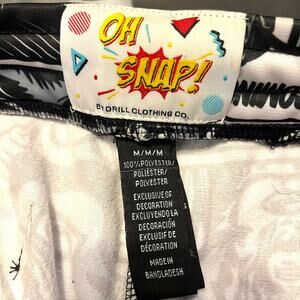 OH
SNAP!
BY DRILL CLOTHING CO.
M/M/M
100%POLYESTER/
POLIÉSTER/
POLYESTER
EXCLUSIVE OF
DECORATION
EXCLUYENDO LA
DECORACIÓN
EXCLUSIF DE
DÉCORATION
MADE IN
BANGLADESH